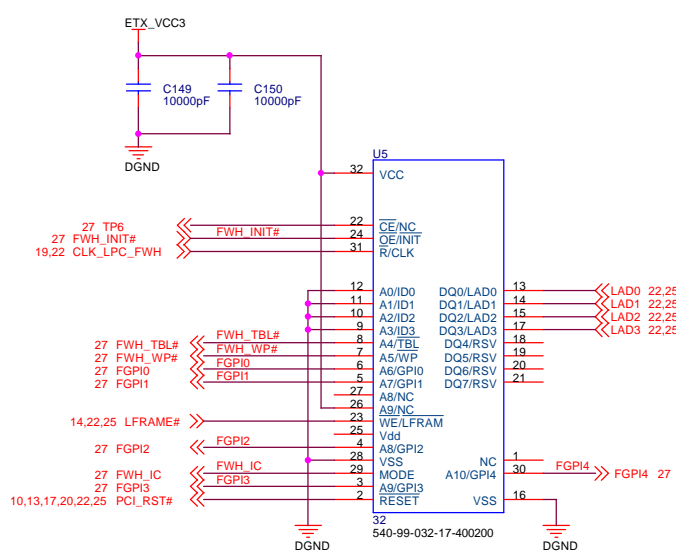 ETX_VCC3
C149
10000pF
C150
10000pF
DGND
U5
32 VCC
27 TP6 22 CE/NC
27 FWH_INIT# FWH_INIT# 24 OE/INIT
19,22 CLK_LPC_FWH 31 R/CLK
12 A0/ID0 DQ0/LAD0 13 LAD0 22,25
11 A1/ID1 DQ1/LAD1 14 LAD1 22,25
10 A2/ID2 DQ2/LAD2 15 LAD2 22,25
9 A3/ID3 DQ3/LAD3 17 LAD3 22,25
27 FWH_TBL# FWH_TBL# 8 A4/TBL DQ4/RSV 18
27 FWH_WP# FWH_WP# 7 A5/WP DQ5/RSV 19
27 FGPI0 FGPI0 6 A6/GPI0 DQ6/RSV 20
27 FGPI1 FGPI1 5 A7/GPI1 DQ7/RSV 21
27 A8/NC
26 A9/NC
14,22,25 LFRAME# 23 WE/LFRAM
25 Vdd
27 FGPI2 FGPI2 4 A8/GPI2
28 VSS NC 1
27 FWH_IC FWH_IC 29 MODE A10/GPI4 30 FGPI4 FGPI4 27
27 FGPI3 FGPI3 3 A9/GPI3
10,13,17,20,22,25 PCI_RST# 2 RESET VSS 16
32
540-99-032-17-400200
DGND
DGND